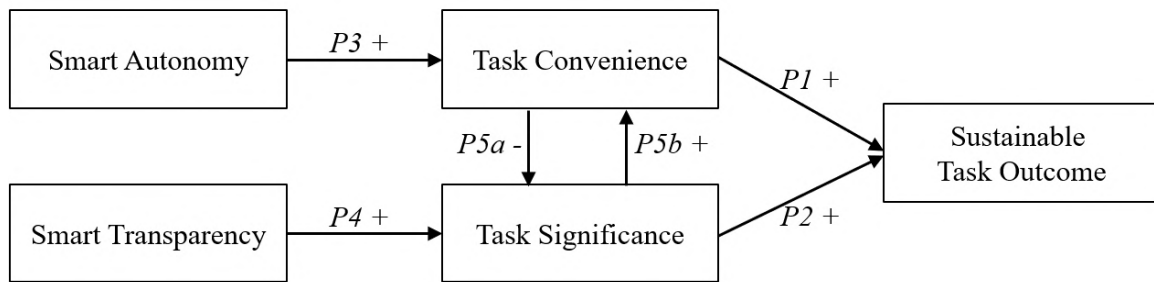 Smart Autonomy
P3 +
Task Convenience
P1 +
P5a -
P5b +
Sustainable
Task Outcome
Smart Transparency
P4 +
Task Significance
P2 +